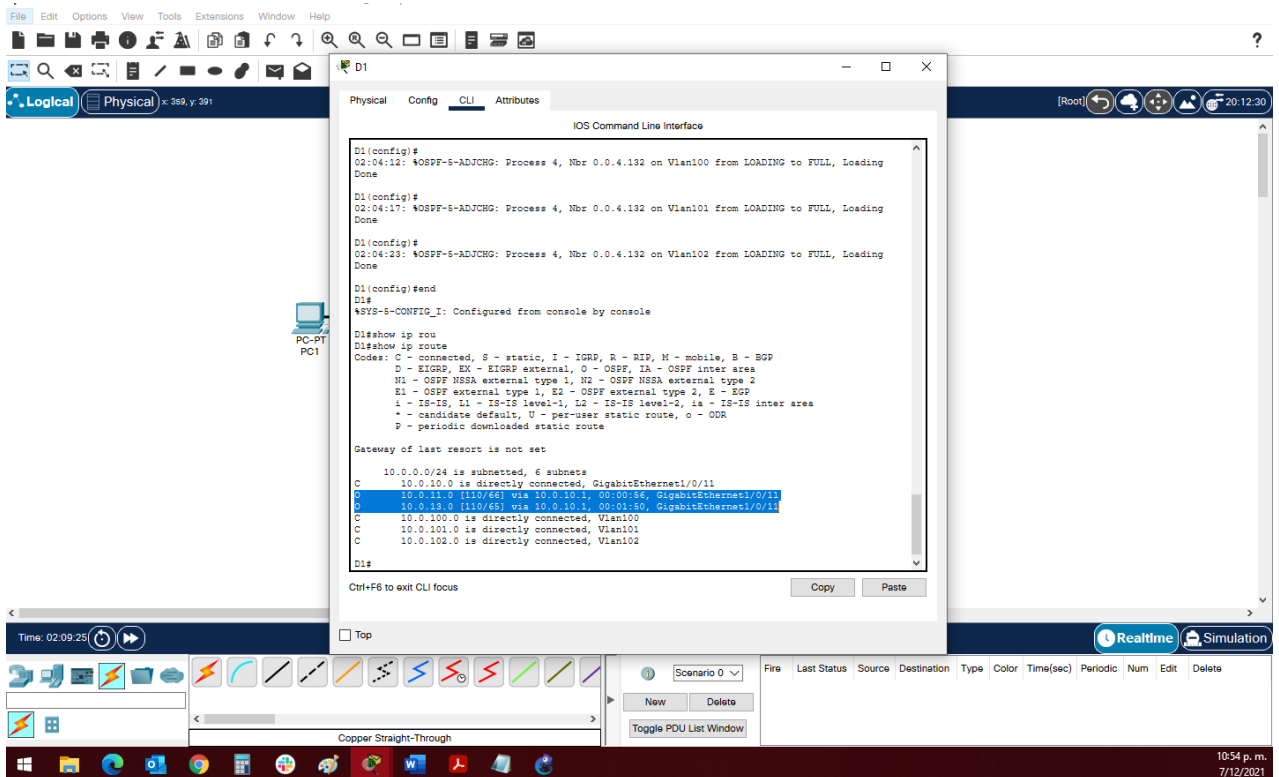 File Edit Options View Tools Extensions Window Help
?
D1
Logical Physical x: 359, y: 391
[Root] 20:12:30
Physical Config CLI Attributes
IOS Command Line Interface
D1(config)#
02:04:12: %OSPF-5-ADJCHG: Process 4, Nbr 0.0.4.132 on Vlan100 from LOADING to FULL, Loading
Done
D1(config)#
02:04:17: %OSPF-5-ADJCHG: Process 4, Nbr 0.0.4.132 on Vlan101 from LOADING to FULL, Loading
Done
D1(config)#
02:04:23: %OSPF-5-ADJCHG: Process 4, Nbr 0.0.4.132 on Vlan102 from LOADING to FULL, Loading
Done
D1(config)#end
D1#
%SYS-5-CONFIG_I: Configured from console by console
D1#show ip rou
D1#show ip route
Codes: C - connected, S - static, I - IGRP, R - RIP, M - mobile, B - BGP
D - EIGRP, EX - EIGRP external, O - OSPF, IA - OSPF inter area
N1 - OSPF NSSA external type 1, N2 - OSPF NSSA external type 2
E1 - OSPF external type 1, E2 - OSPF external type 2, E - EGP
i - IS-IS, L1 - IS-IS level-1, L2 - IS-IS level-2, ia - IS-IS inter area
* - candidate default, U - per-user static route, o - ODR
P - periodic downloaded static route
Gateway of last resort is not set
10.0.0.0/24 is subnetted, 6 subnets
C 10.0.10.0 is directly connected, GigabitEthernet1/0/11
O 10.0.11.0 [110/66] via 10.0.10.1, 00:00:56, GigabitEthernet1/0/11
O 10.0.13.0 [110/65] via 10.0.10.1, 00:01:50, GigabitEthernet1/0/11
C 10.0.100.0 is directly connected, Vlan100
C 10.0.101.0 is directly connected, Vlan101
C 10.0.102.0 is directly connected, Vlan102
D1#
PC-PT
PC1
Ctrl+F6 to exit CLI focus
Copy Paste
Top
Time: 02:09:25
Realtime Simulation
Scenario 0
Fire Last Status Source Destination Type Color Time(sec) Periodic Num Edit Delete
New Delete
Toggle PDU List Window
Copper Straight-Through
10:54 p. m.
7/12/2021